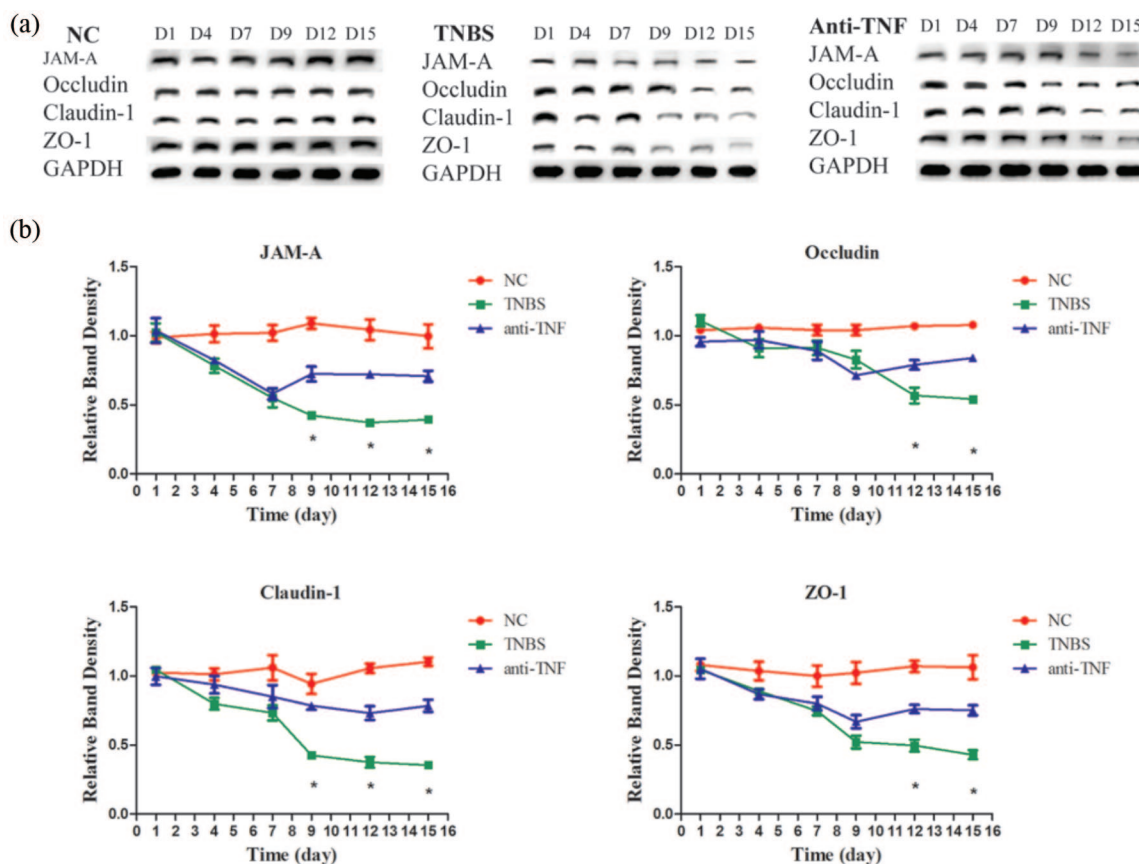 (a)
NC D1 D4 D7 D9 D12 D15
JAM-A
Occludin
Claudin-1
ZO-1
GAPDH
TNBS
D1 D4 D7 D9 D12 D15
JAM-A
Occludin
Claudin-1
ZO-1
GAPDH
Anti-TNF D1 D4 D7 D9 D12 D15
JAM-A
Occludin
Claudin-1
ZO-1
GAPDH
(b)
JAM-A
Relative Band Density
1.5
1.0
0.5
0.0
* * *
0 1 2 3 4 5 6 7 8 9 10 11 12 13 14 15 16
Time (day)
NC
TNBS
anti-TNF
Occludin
Relative Band Density
1.5
1.0
0.5
0.0
* *
0 1 2 3 4 5 6 7 8 9 10 11 12 13 14 15 16
Time (day)
NC
TNBS
anti-TNF
Claudin-1
Relative Band Density
1.5
1.0
0.5
0.0
* * *
0 1 2 3 4 5 6 7 8 9 10 11 12 13 14 15 16
Time (day)
NC
TNBS
anti-TNF
ZO-1
Relative Band Density
1.5
1.0
0.5
0.0
* *
0 1 2 3 4 5 6 7 8 9 10 11 12 13 14 15 16
Time (day)
NC
TNBS
anti-TNF